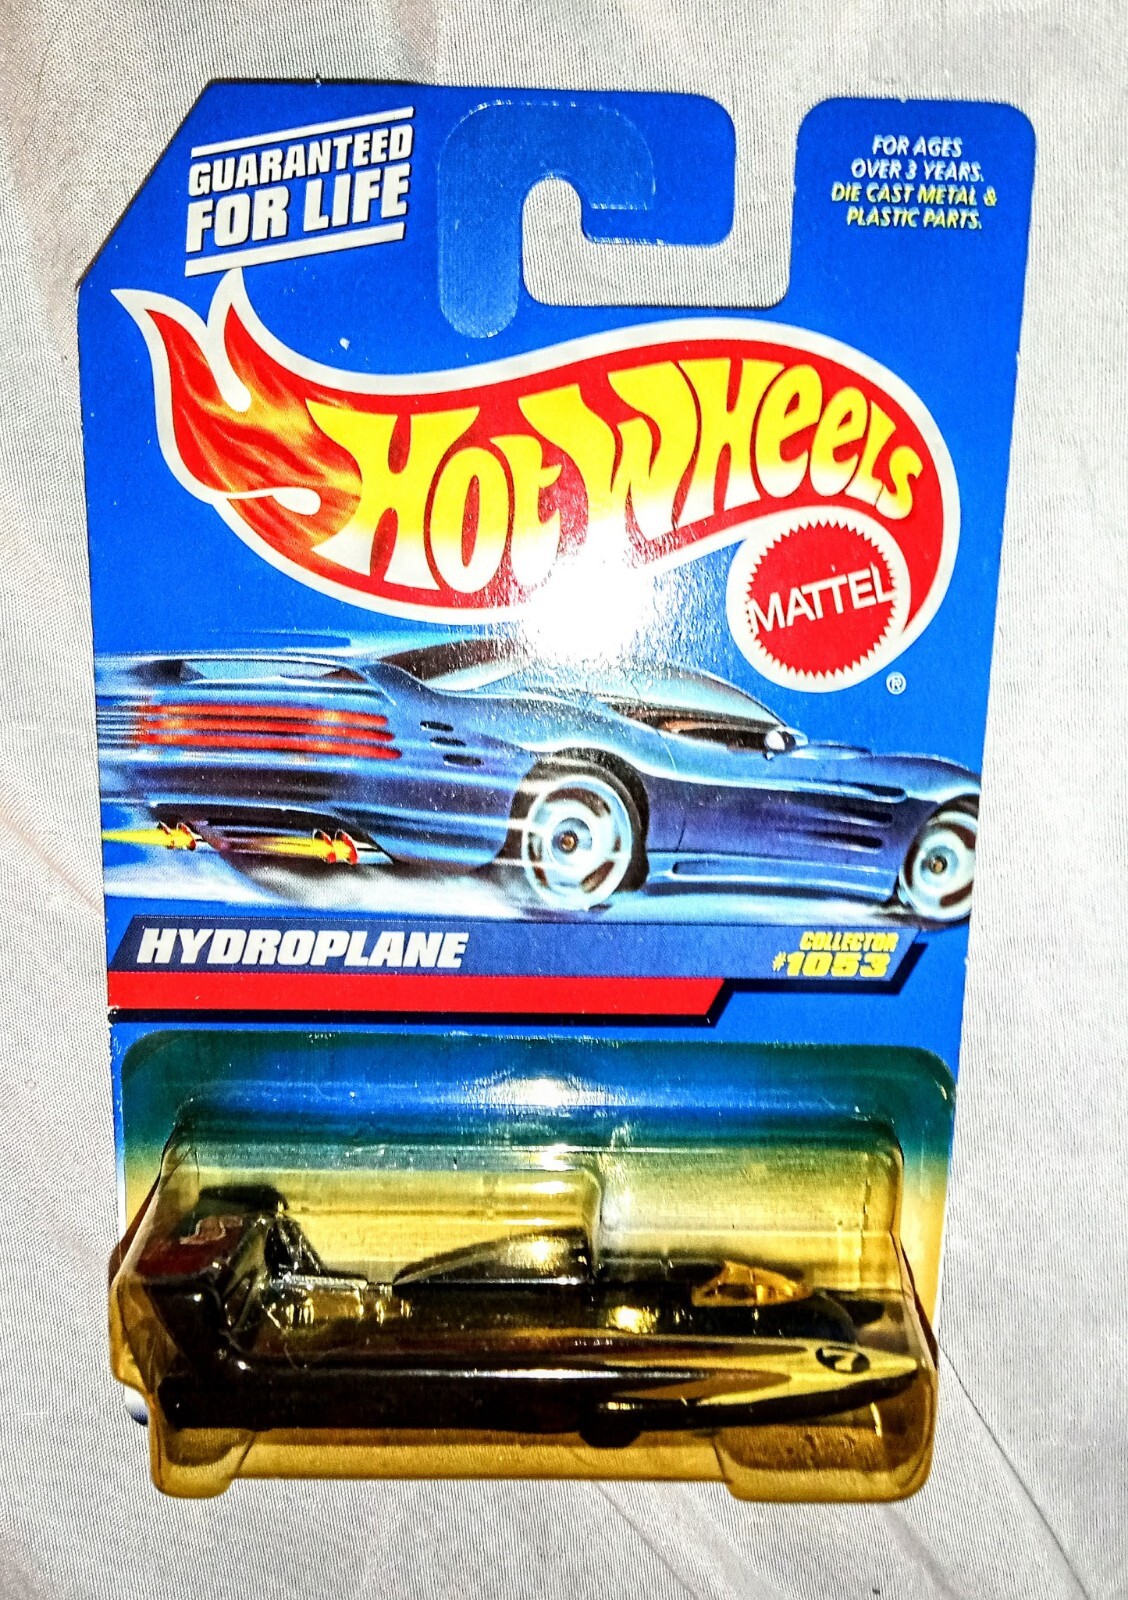 GUARANTEED
FOR LIFE
FOR AGES
OVER 3 YEARS.
DIE CAST METAL &
PLASTIC PARTS.
HOT WHEELS
MATTEL
®
HYDROPLANE
COLLECTOR
#1053
7